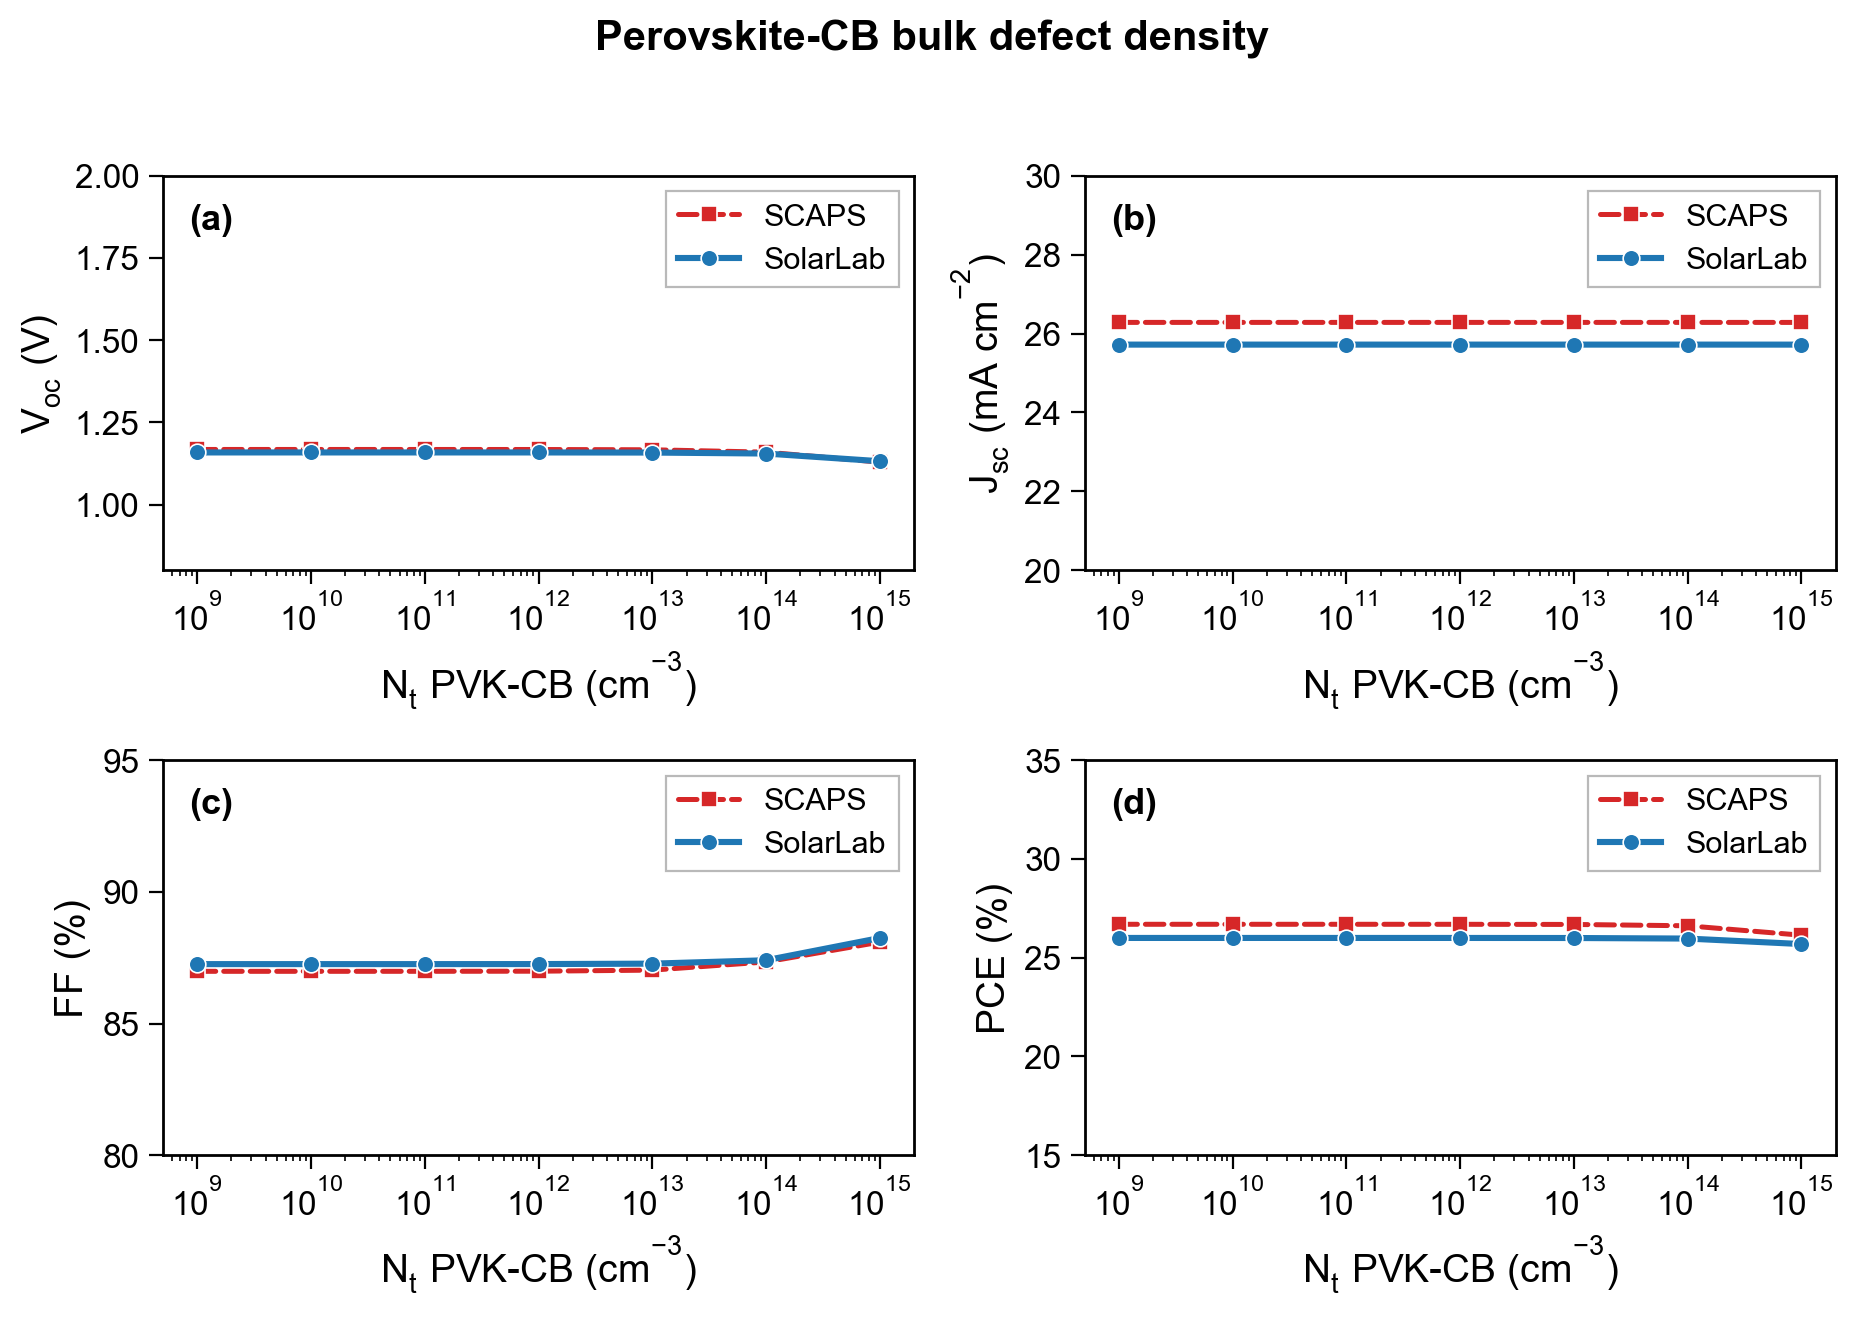 Perovskite-CB bulk defect density
(a)
SCAPS
SolarLab
2.00
1.75
1.50
1.25
1.00
V_oc (V)
10^9 10^10 10^11 10^12 10^13 10^14 10^15
N_t PVK-CB (cm^−3)
(b)
SCAPS
SolarLab
30
28
26
24
22
20
J_sc (mA cm^−2)
10^9 10^10 10^11 10^12 10^13 10^14 10^15
N_t PVK-CB (cm^−3)
(c)
SCAPS
SolarLab
95
90
85
80
FF (%)
10^9 10^10 10^11 10^12 10^13 10^14 10^15
N_t PVK-CB (cm^−3)
(d)
SCAPS
SolarLab
35
30
25
20
15
PCE (%)
10^9 10^10 10^11 10^12 10^13 10^14 10^15
N_t PVK-CB (cm^−3)